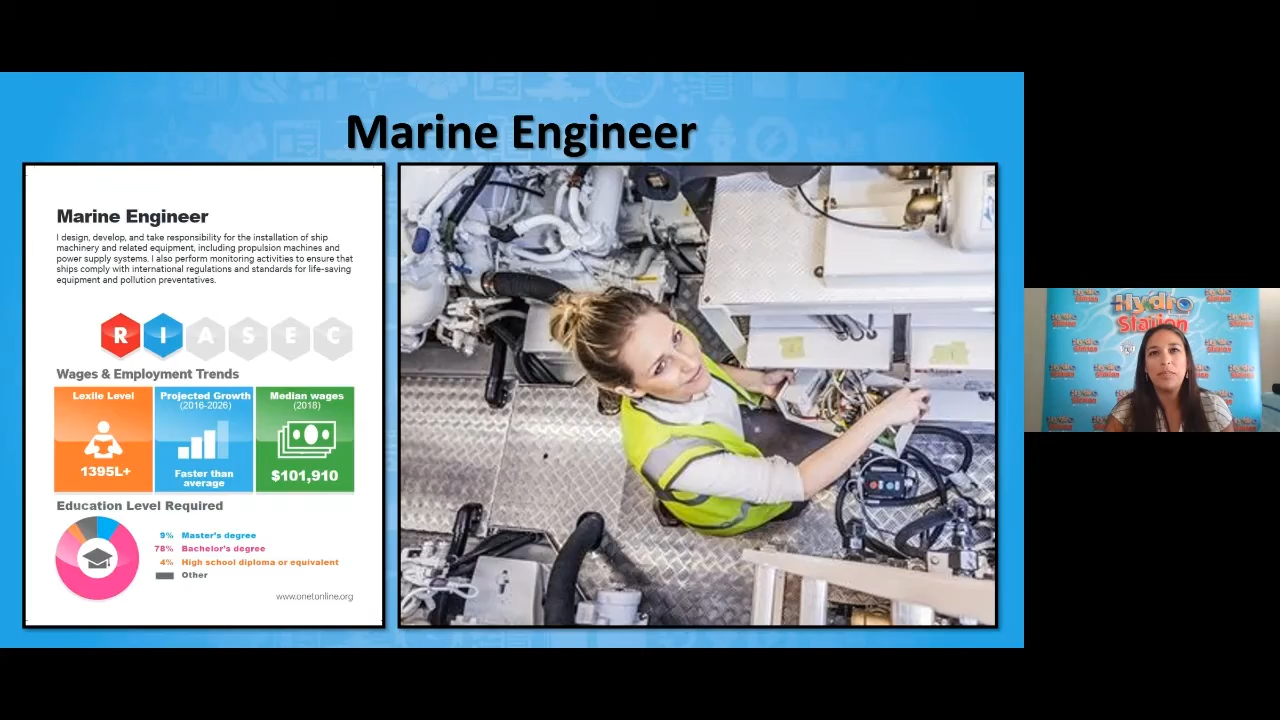 Marine Engineer
Marine Engineer
I design, develop, and take responsibility for the installation of ship
machinery and related equipment, including propulsion machines and
power supply systems. I also perform monitoring activities to ensure that
ships comply with international regulations and standards for life-saving
equipment and pollution preventatives.
R I A S E C
Wages & Employment Trends
Lexile Level
1395L+
Projected Growth
(2016-2026)
Faster than
average
Median wages
(2018)
$101,910
Education Level Required
9% Master's degree
78% Bachelor's degree
4% High school diploma or equivalent
Other
www.onetonline.org
Hydro
Station